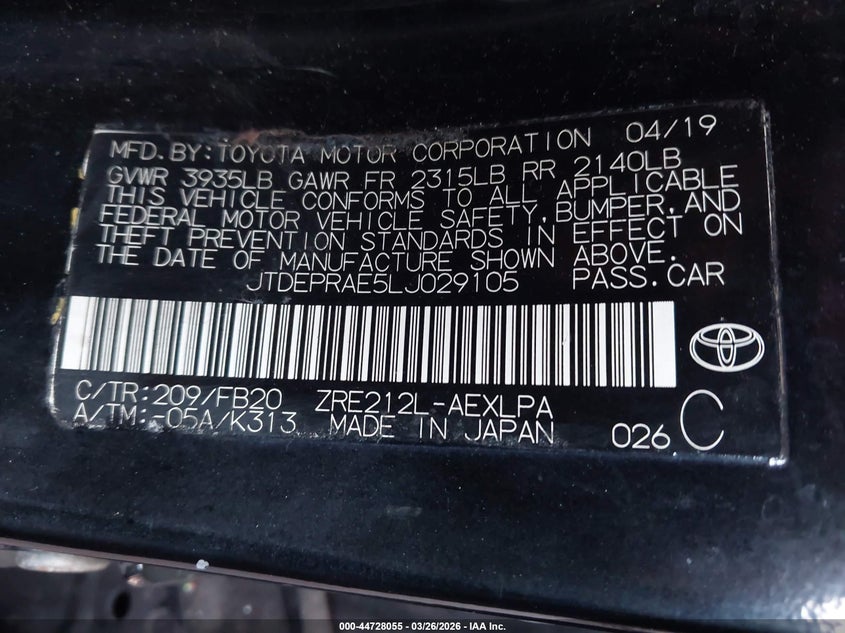 MFD.BY:TOYOTA MOTOR CORPORATION 04/19
GVWR 3935LB GAWR FR 2315LB RR 2140LB
THIS VEHICLE CONFORMS TO ALL APPLICABLE
FEDERAL MOTOR VEHICLE SAFETY,BUMPER,AND
THEFT PREVENTION STANDARDS IN EFFECT ON
THE DATE OF MANUFACTURE SHOWN ABOVE.
JTDEPRAE5LJ029105 PASS.CAR
C/TR:209/FB20 ZRE212L-AEXLPA
A/TM:-05A/K313 MADE IN JAPAN 026 C
000-44728055 — 03/26/2026 — IAA Inc.